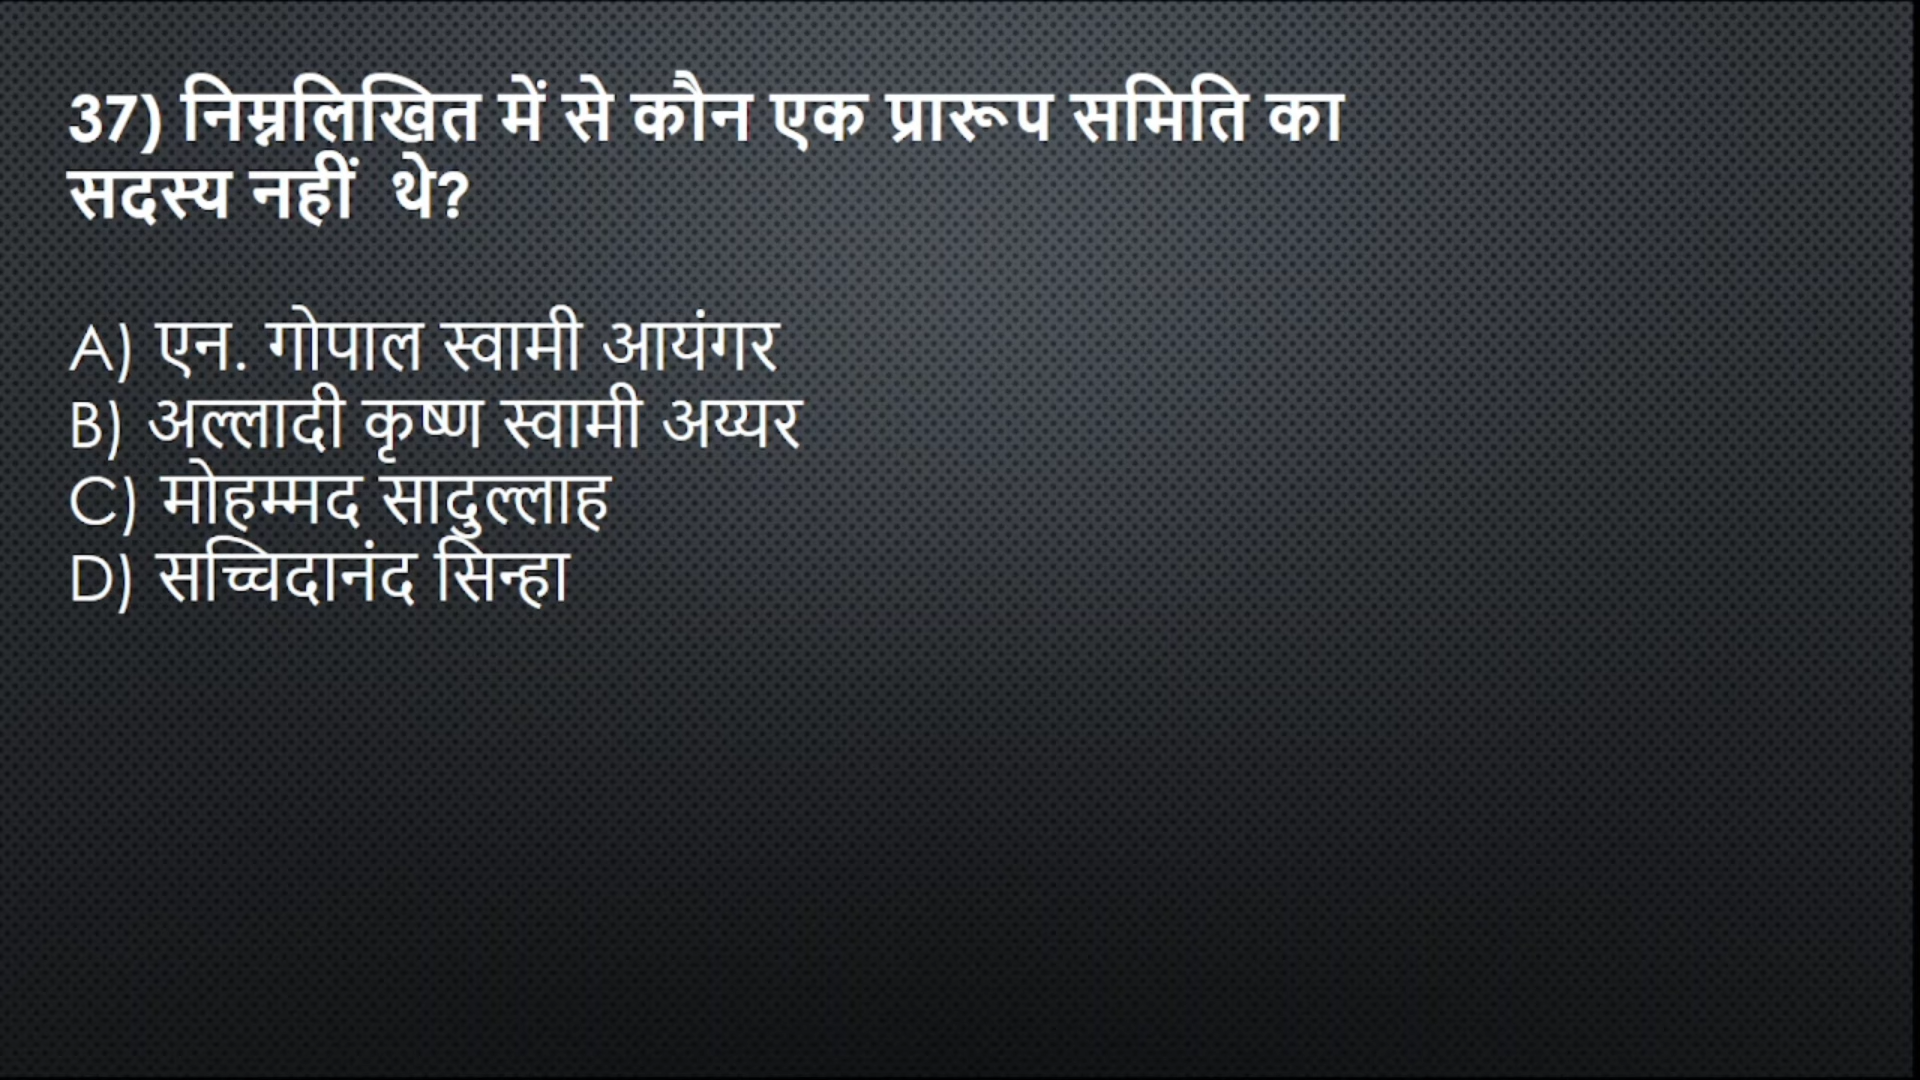 37) निम्नलिखित में से कौन एक प्रारूप समिति का
सदस्य नहीं थे?
A) एन. गोपाल स्वामी आयंगर
B) अल्लादी कृष्ण स्वामी अय्यर
C) मोहम्मद सादुल्लाह
D) सच्चिदानंद सिन्हा